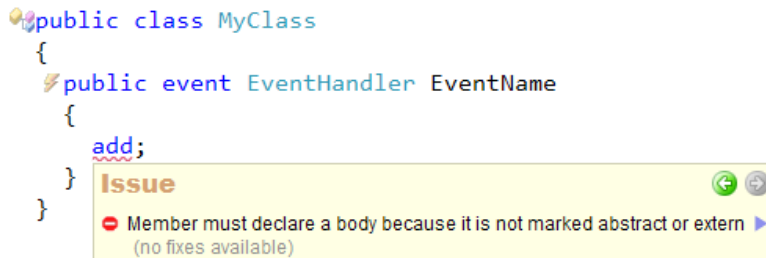 public class MyClass
{
public event EventHandler EventName
{
add;
}
}
Issue
Member must declare a body because it is not marked abstract or extern
(no fixes available)